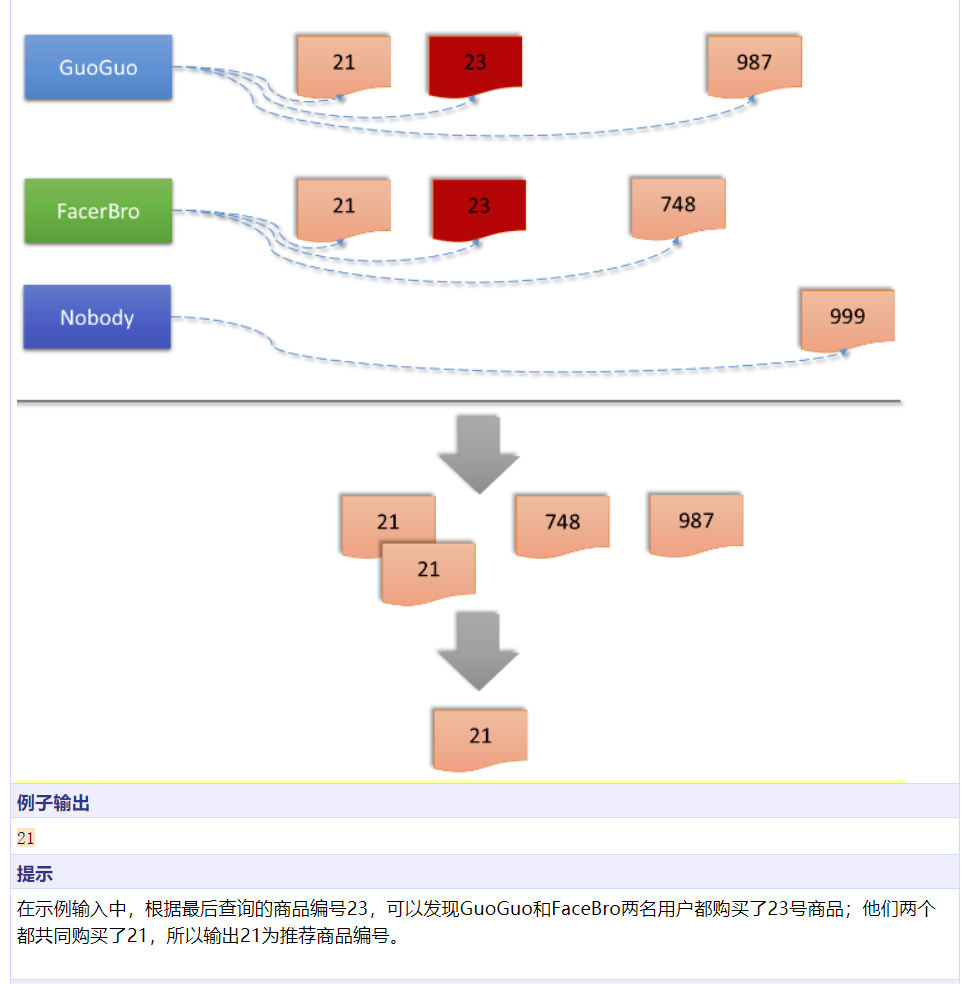 GuoGuo 21 23 987
FacerBro 21 23 748
Nobody 999
21 748 987
21
21
例子输出
21
提示
在示例输入中，根据最后查询的商品编号23，可以发现GuoGuo和FaceBro两名用户都购买了23号商品；他们两个
都共同购买了21，所以输出21为推荐商品编号。